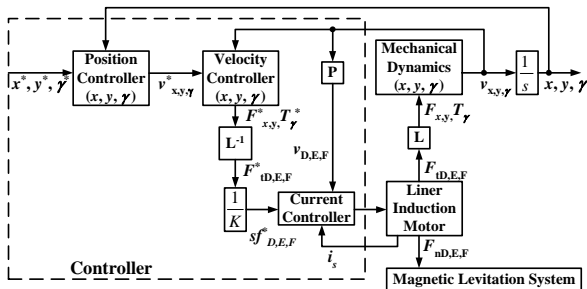 x*, y*, γ*
Position
Controller
(x, y, γ)
v*x,y,γ
Velocity
Controller
(x, y, γ)
P
Mechanical
Dynamics
(x, y, γ)
vx,y,γ
1
s
x, y, γ
F*x,y, Tγ*
Fx,y, Tγ
L-1
vD,E,F
L
F*tD,E,F
FtD,E,F
1
K
sf*D,E,F
Current
Controller
Liner
Induction
Motor
is
FnD,E,F
Controller
Magnetic Levitation System